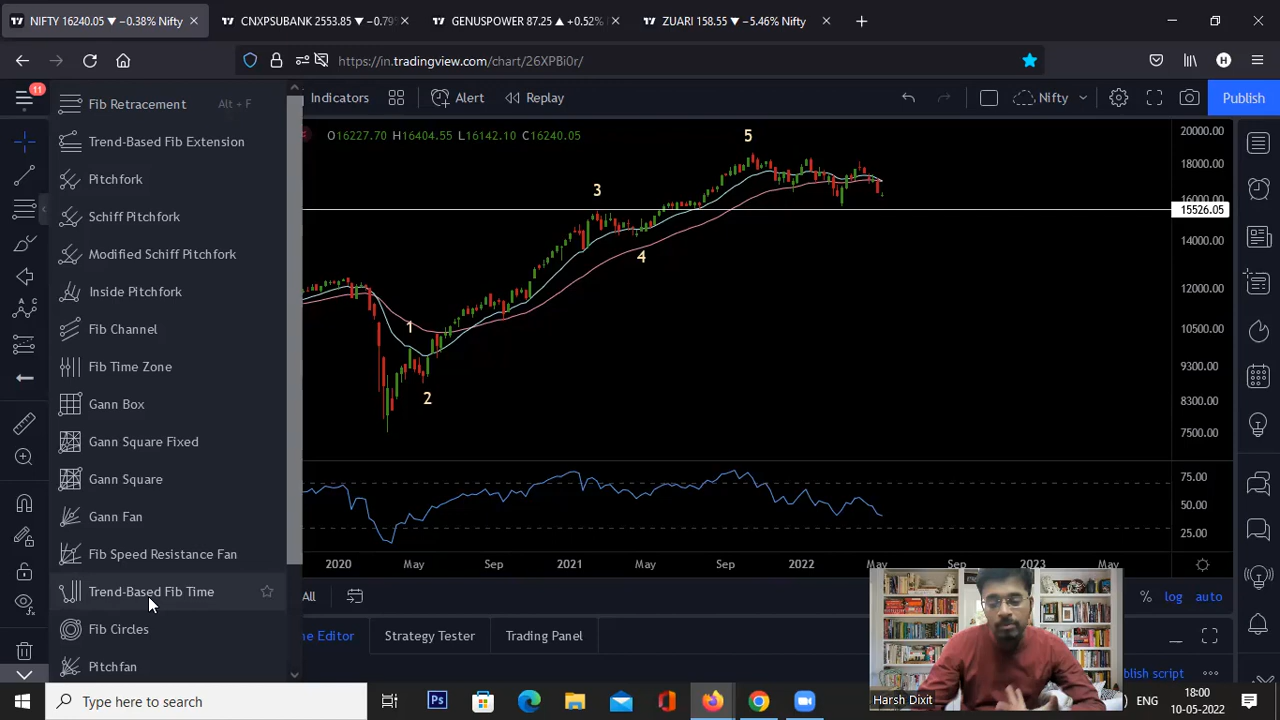 NIFTY 16240.05 ▼ −0.38% Nifty
CNXPSUBANK 2553.85 ▼ −0.79
GENUSPOWER 87.25 ▲ +0.52%
ZUARI 158.55 ▼ −5.46% Nifty
https://in.tradingview.com/chart/26XPBi0r/
H
11
Indicators
Alert
Replay
Nifty
Publish
Fib Retracement Alt + F
Trend-Based Fib Extension
Pitchfork
Schiff Pitchfork
Modified Schiff Pitchfork
Inside Pitchfork
Fib Channel
Fib Time Zone
Gann Box
Gann Square Fixed
Gann Square
Gann Fan
Fib Speed Resistance Fan
Trend-Based Fib Time
Fib Circles
Pitchfan
A C
B
O16227.70 H16404.55 L16142.10 C16240.05
1
2
3
4
5
20000.00
18000.00
15526.05
14000.00
12000.00
10500.00
9300.00
8300.00
7500.00
75.00
50.00
25.00
2020 May Sep 2021 May Sep 2022 May Sep 2023 May
All
% log auto
ne Editor
Strategy Tester
Trading Panel
blish script
Harsh Dixit
Type here to search
Ps
ENG
18:00
10-05-2022